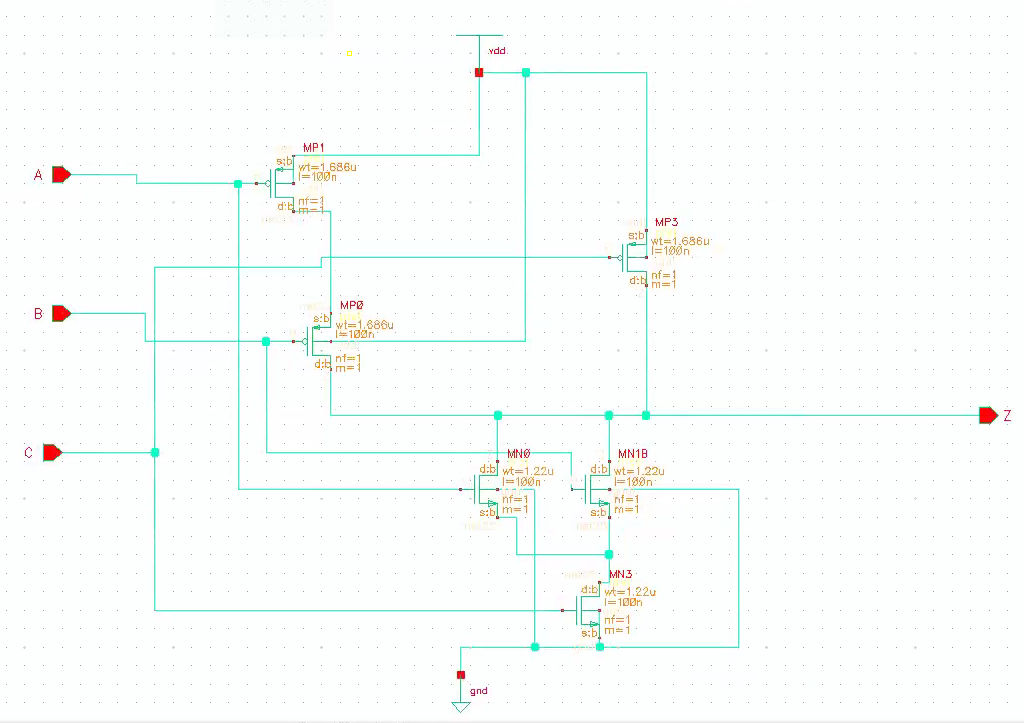 vdd
MP1
s:b
wt=1.686u
l=100n
d:b
nf=1
m=1
A
MP3
s:b
wt=1.686u
l=100n
d:b
nf=1
m=1
B
MP0
s:b
wt=1.686u
l=100n
d:b
nf=1
m=1
Z
C
MN0
d:b
wt=1.22u
l=100n
nf=1
s:b
m=1
MN1B
d:b
wt=1.22u
l=100n
nf=1
s:b
m=1
MN3
d:b
wt=1.22u
l=100n
nf=1
s:b
m=1
gnd